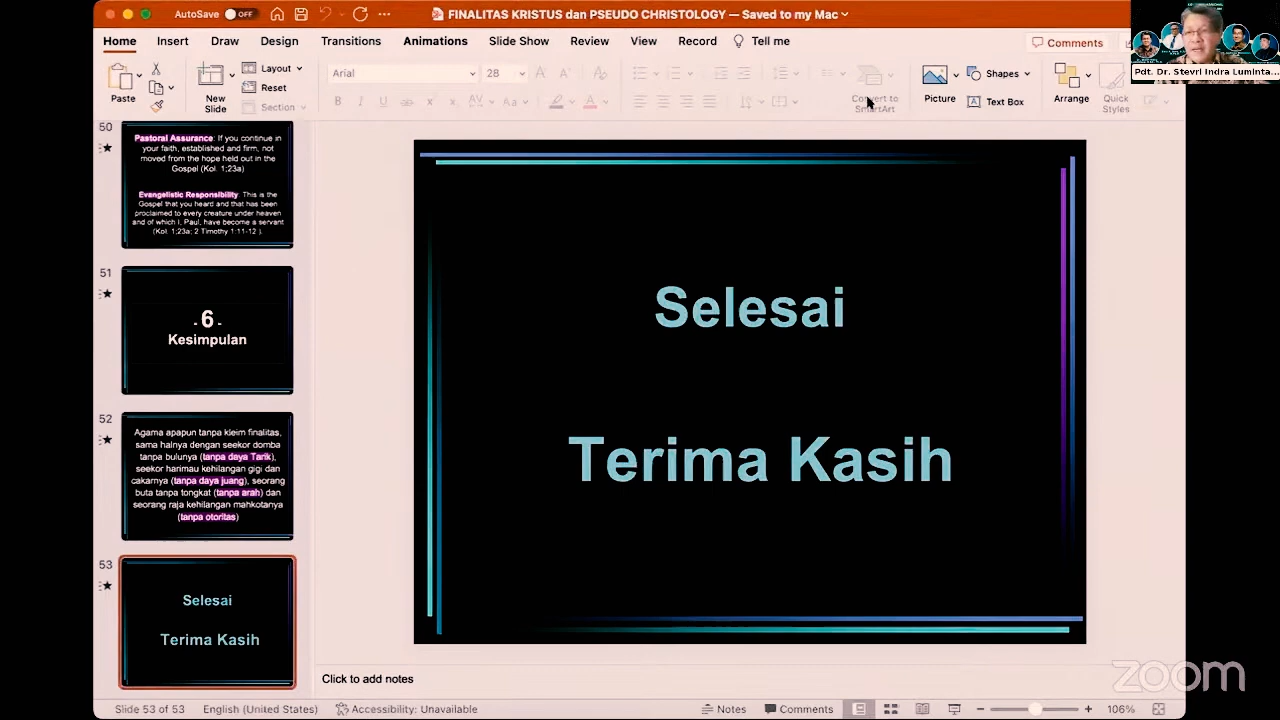 AutoSave OFF
FINALITAS KRISTUS dan PSEUDO CHRISTOLOGY — Saved to my Mac
Home Insert Draw Design Transitions Animations Slide Show Review View Record Tell me
Comments
Pdt. Dr. Stevri Indra Luminta...
Paste
New
Slide
Layout
Reset
Section
Arial 28
Convert to
SmartArt
Picture
Shapes
Text Box
Arrange
Quick
Styles
50
Pastoral Assurance: If you continue in
your faith, established and firm, not
moved from the hope held out in the
Gospel (Kol. 1;23a)
Evangelistic Responsibility: This is the
Gospel that you heard and that has been
proclaimed to every creature under heaven
and of which I, Paul, have become a servant
(Kol. 1;23a; 2 Timothy 1:11-12 ).
51
- 6 -
Kesimpulan
52
Agama apapun tanpa kleim finalitas,
sama halnya dengan seekor domba
tanpa bulunya (tanpa daya Tarik),
seekor harimau kehilangan gigi dan
cakarnya (tanpa daya juang), seorang
buta tanpa tongkat (tanpa arah) dan
seorang raja kehilangan mahkotanya
(tanpa otoritas)
53
Selesai
Terima Kasih
Selesai
Terima Kasih
Click to add notes
zoom
Slide 53 of 53 English (United States) Accessibility: Unavailable Notes Comments 106%